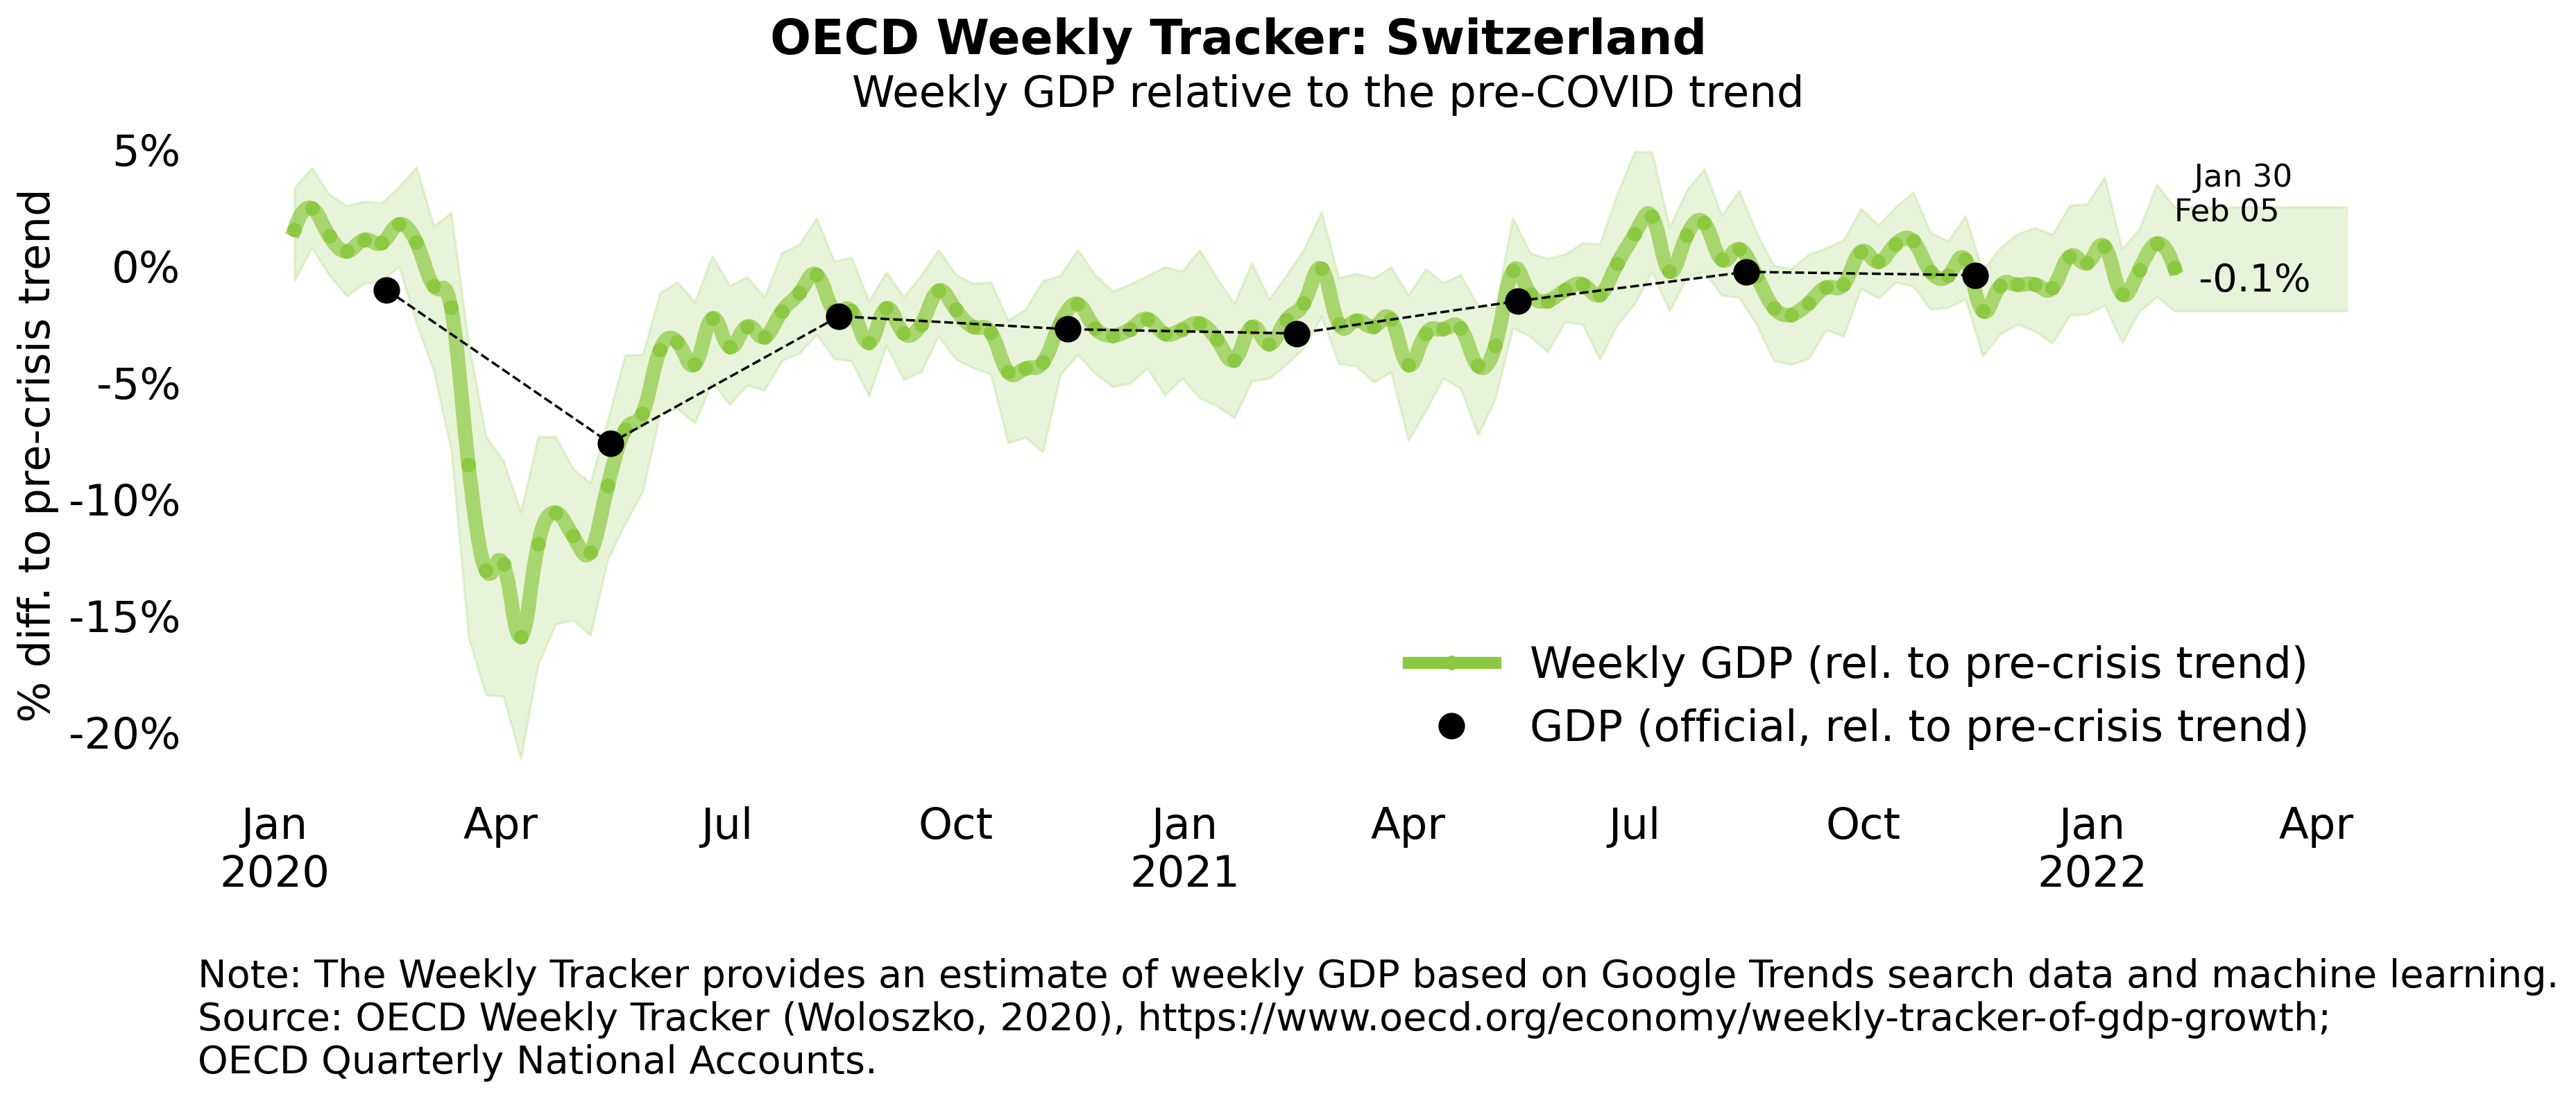 OECD Weekly Tracker: Switzerland
Weekly GDP relative to the pre-COVID trend
% diff. to pre-crisis trend
5%
0%
-5%
-10%
-15%
-20%
Jan 30
Feb 05
-0.1%
Weekly GDP (rel. to pre-crisis trend)
GDP (official, rel. to pre-crisis trend)
Jan Apr Jul Oct Jan Apr Jul Oct Jan Apr
2020 2021 2022
Note: The Weekly Tracker provides an estimate of weekly GDP based on Google Trends search data and machine learning.
Source: OECD Weekly Tracker (Woloszko, 2020), https://www.oecd.org/economy/weekly-tracker-of-gdp-growth;
OECD Quarterly National Accounts.